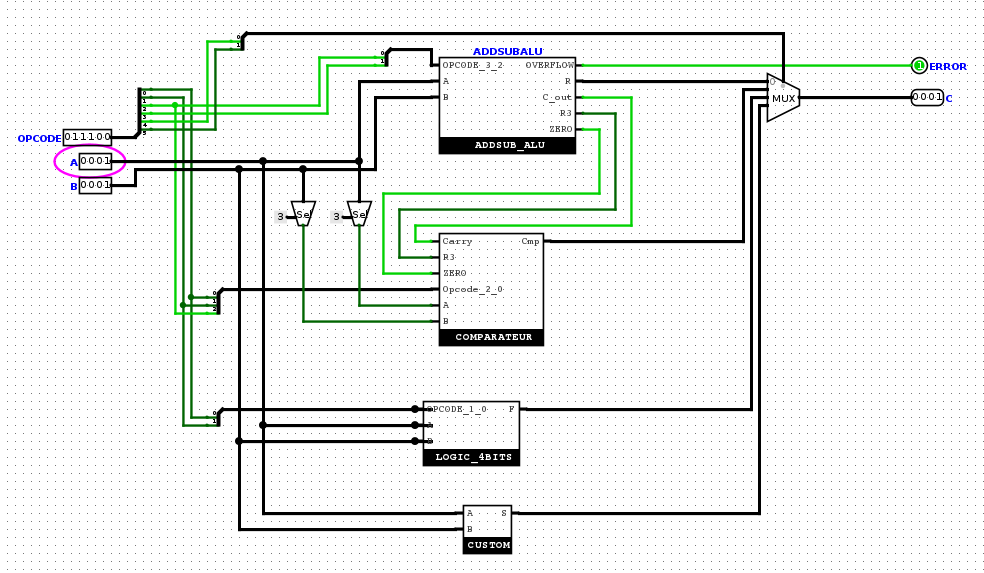 ADDSUBALU
OPCODE_3_2 OVERFLOW
A R
B C_out
R3
ZERO
ADDSUB_ALU
1 ERROR
0
MUX
0001 C
OPCODE 011100
A 0001
B 0001
0
1
0
1
0
1
2
3
4
5
3 Sel
3 Sel
Carry Cmp
R3
ZERO
Opcode_2_0
A
B
COMPARATEUR
0
1
2
0
1
OPCODE_1_0 F
LOGIC_4BITS
A S
B
CUSTOM